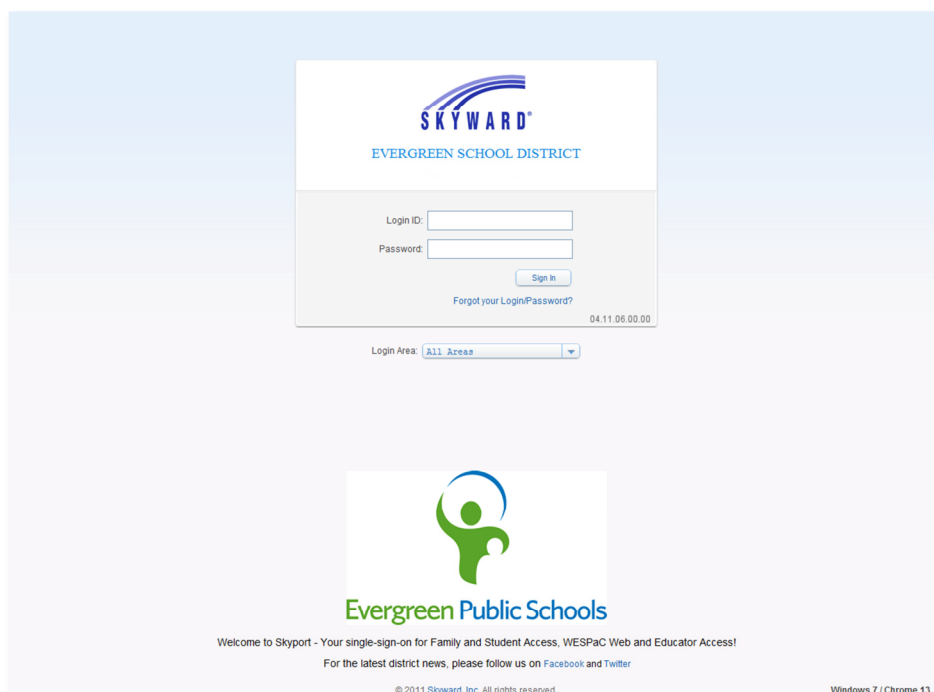 SKYWARD®
EVERGREEN SCHOOL DISTRICT
Login ID:
Password:
Sign In
Forgot your Login/Password?
04.11.06.00.00
Login Area: All Areas
Evergreen Public Schools
Welcome to Skyport - Your single-sign-on for Family and Student Access, WESPaC Web and Educator Access!
For the latest district news, please follow us on Facebook and Twitter
© 2011 Skyward, Inc. All rights reserved.
Windows 7 / Chrome 13